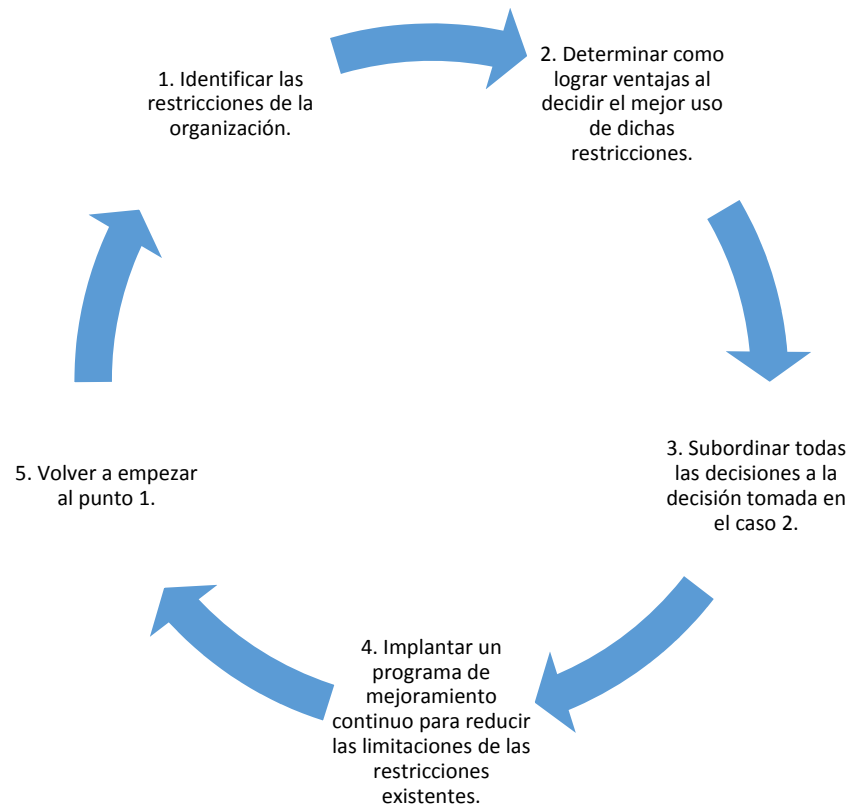 1. Identificar las
restricciones de la
organización.
2. Determinar como
lograr ventajas al
decidir el mejor uso
de dichas
restricciones.
3. Subordinar todas
las decisiones a la
decisión tomada en
el caso 2.
4. Implantar un
programa de
mejoramiento
continuo para reducir
las limitaciones de las
restricciones
existentes.
5. Volver a empezar
al punto 1.